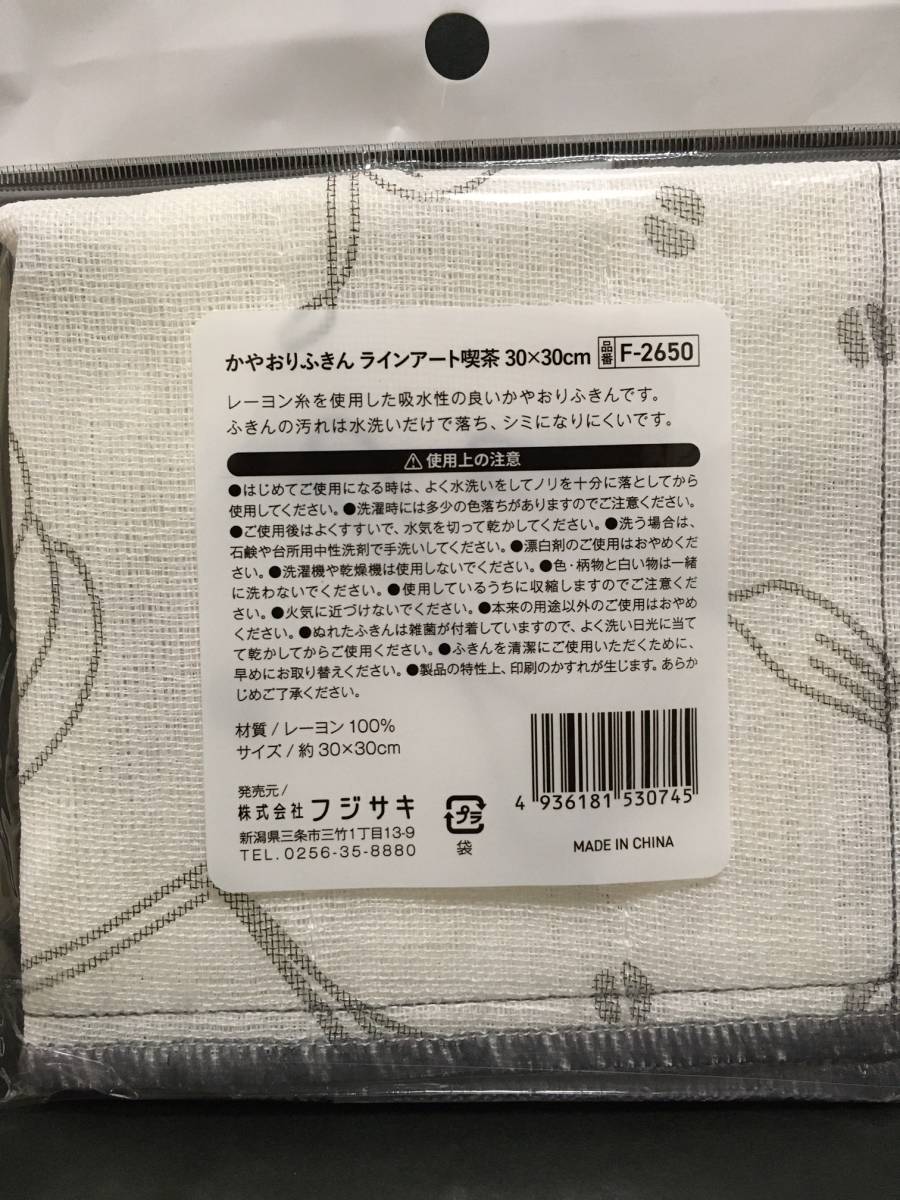 かやおりふきん ラインアート喫茶 30×30cm 品番 F-2650
レーヨン糸を使用した吸水性の良いかやおりふきんです。
ふきんの汚れは水洗いだけで落ち、シミになりにくいです。
⚠使用上の注意
●はじめてご使用になる時は、よく水洗いをしてノリを十分に落としてから
使用してください。●洗濯時には多少の色落ちがありますのでご注意ください。
●ご使用後はよくすすいで、水気を切って乾かしてください。●洗う場合は、
石鹸や台所用中性洗剤で手洗いしてください。●漂白剤のご使用はおやめくだ
さい。●洗濯機や乾燥機は使用しないでください。●色・柄物と白い物は一緒
に洗わないでください。●使用しているうちに収縮しますのでご注意くだ
さい。●火気に近づけないでください。●本来の用途以外のご使用はおやめ
ください。●ぬれたふきんは雑菌が付着していますので、よく洗い日光に当て
て乾かしてからご使用ください。●ふきんを清潔にご使用いただくために、
早めにお取り替えください。●製品の特性上、印刷のかすれが生じます。あらか
じめご了承ください。
材質/レーヨン 100%
サイズ/約30×30cm
発売元/
株式会社 フジサキ
新潟県三条市三竹1丁目13-9
TEL.0256-35-8880
プラ
袋
4 936181 530745
MADE IN CHINA